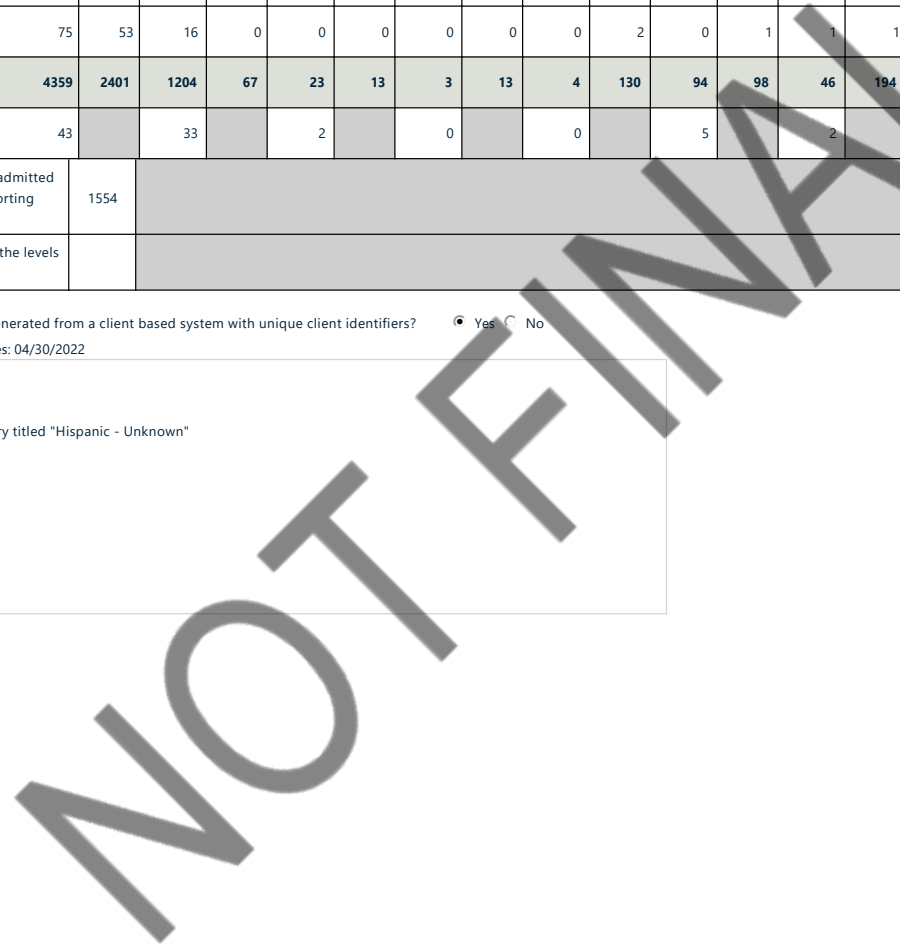 75 53 16 0 0 0 0 0 0 2 0 1 1 1
4359 2401 1204 67 23 13 3 13 4 130 94 98 46 194
43 33 2 0 0 5 2
admitted
orting
1554
the levels
enerated from a client based system with unique client identifiers? Yes No
es: 04/30/2022
ry titled "Hispanic - Unknown"
NOT FINAL